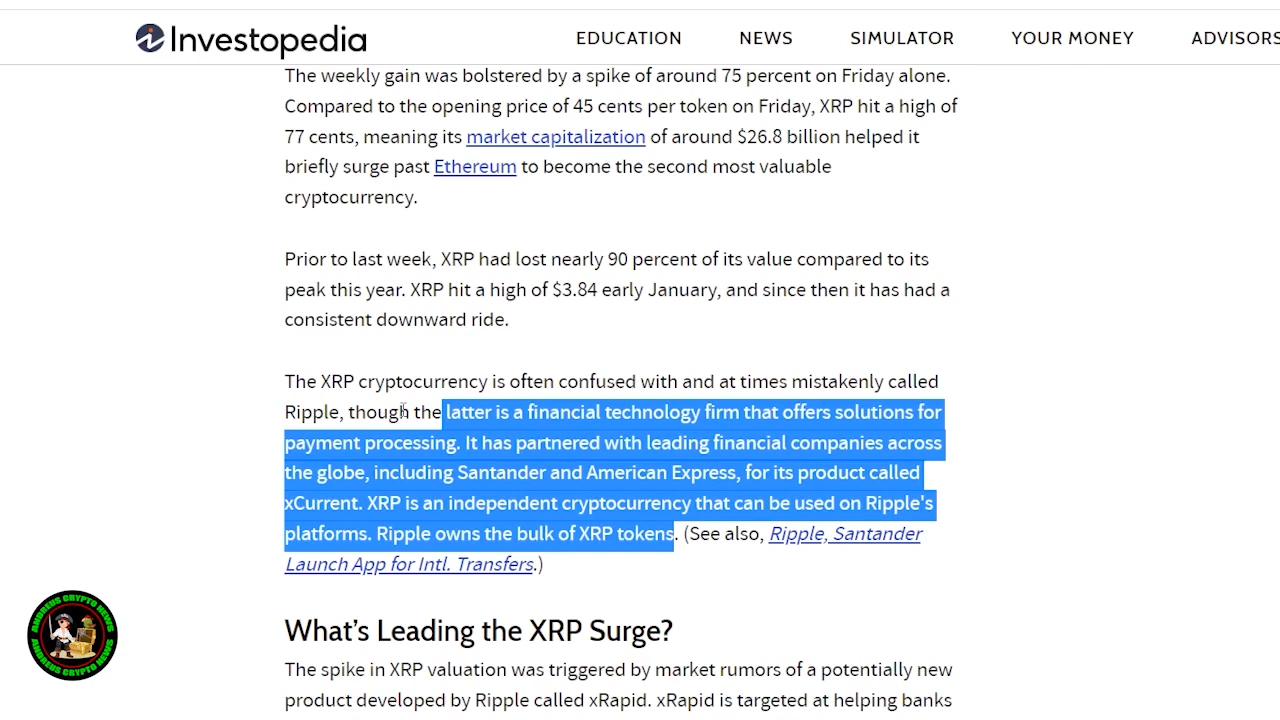 Investopedia
EDUCATION NEWS SIMULATOR YOUR MONEY ADVISORS
The weekly gain was bolstered by a spike of around 75 percent on Friday alone.
Compared to the opening price of 45 cents per token on Friday, XRP hit a high of
77 cents, meaning its market capitalization of around $26.8 billion helped it
briefly surge past Ethereum to become the second most valuable
cryptocurrency.
Prior to last week, XRP had lost nearly 90 percent of its value compared to its
peak this year. XRP hit a high of $3.84 early January, and since then it has had a
consistent downward ride.
The XRP cryptocurrency is often confused with and at times mistakenly called
Ripple, though the latter is a financial technology firm that offers solutions for
payment processing. It has partnered with leading financial companies across
the globe, including Santander and American Express, for its product called
xCurrent. XRP is an independent cryptocurrency that can be used on Ripple's
platforms. Ripple owns the bulk of XRP tokens. (See also, Ripple, Santander
Launch App for Intl. Transfers.)
ANDREUS CRYPTO NEWS
ANDREUS CRYPTO NEWS
What's Leading the XRP Surge?
The spike in XRP valuation was triggered by market rumors of a potentially new
product developed by Ripple called xRapid. xRapid is targeted at helping banks